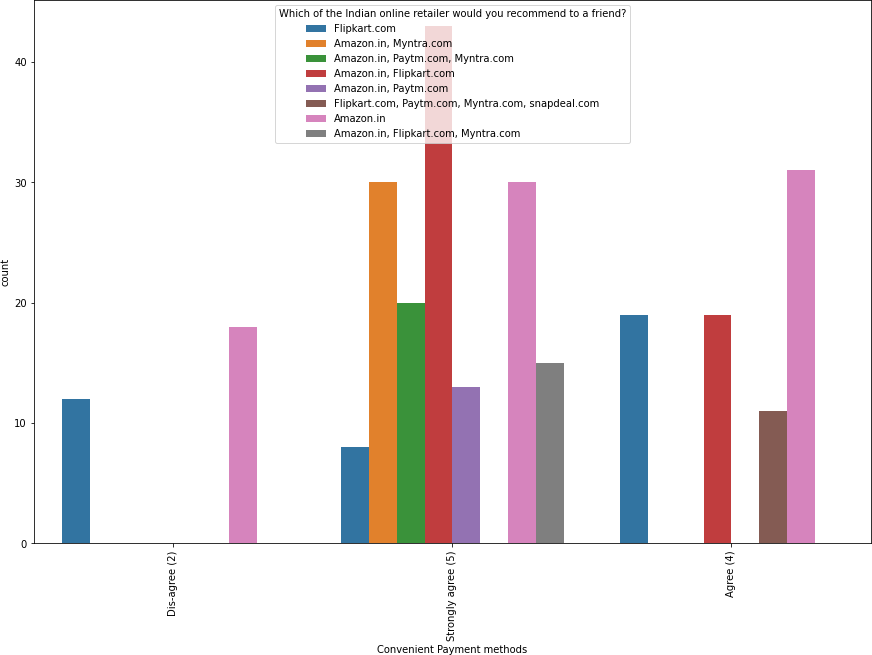 Which of the Indian online retailer would you recommend to a friend?
Flipkart.com
Amazon.in, Myntra.com
Amazon.in, Paytm.com, Myntra.com
Amazon.in, Flipkart.com
Amazon.in, Paytm.com
Flipkart.com, Paytm.com, Myntra.com, snapdeal.com
Amazon.in
Amazon.in, Flipkart.com, Myntra.com
40
30
20
10
0
count
Dis-agree (2)
Strongly agree (5)
Agree (4)
Convenient Payment methods